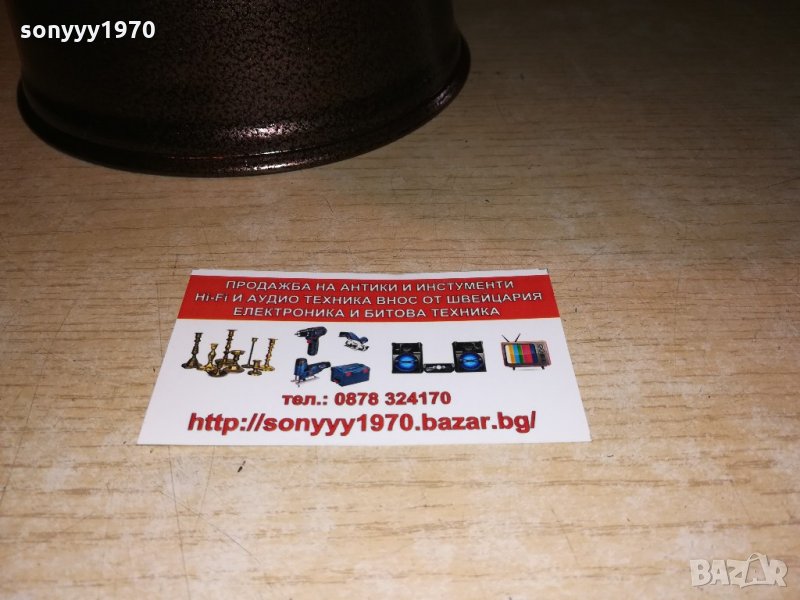 sonyyy1970
ПРОДАЖБА НА АНТИКИ И ИНСТУМЕНТИ
Hi-Fi И АУДИО ТЕХНИКА ВНОС ОТ ШВЕЙЦАРИЯ
ЕЛЕКТРОНИКА И БИТОВА ТЕХНИКА
тел.: 0878 324170
http://sonyyy1970.bazar.bg/
BAZAR